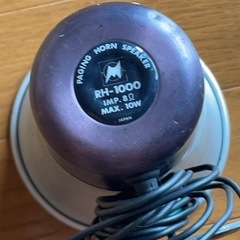 PAGING HORN SPEAKER
RH-1000
IMP. 8Ω
MAX. 10W
JAPAN